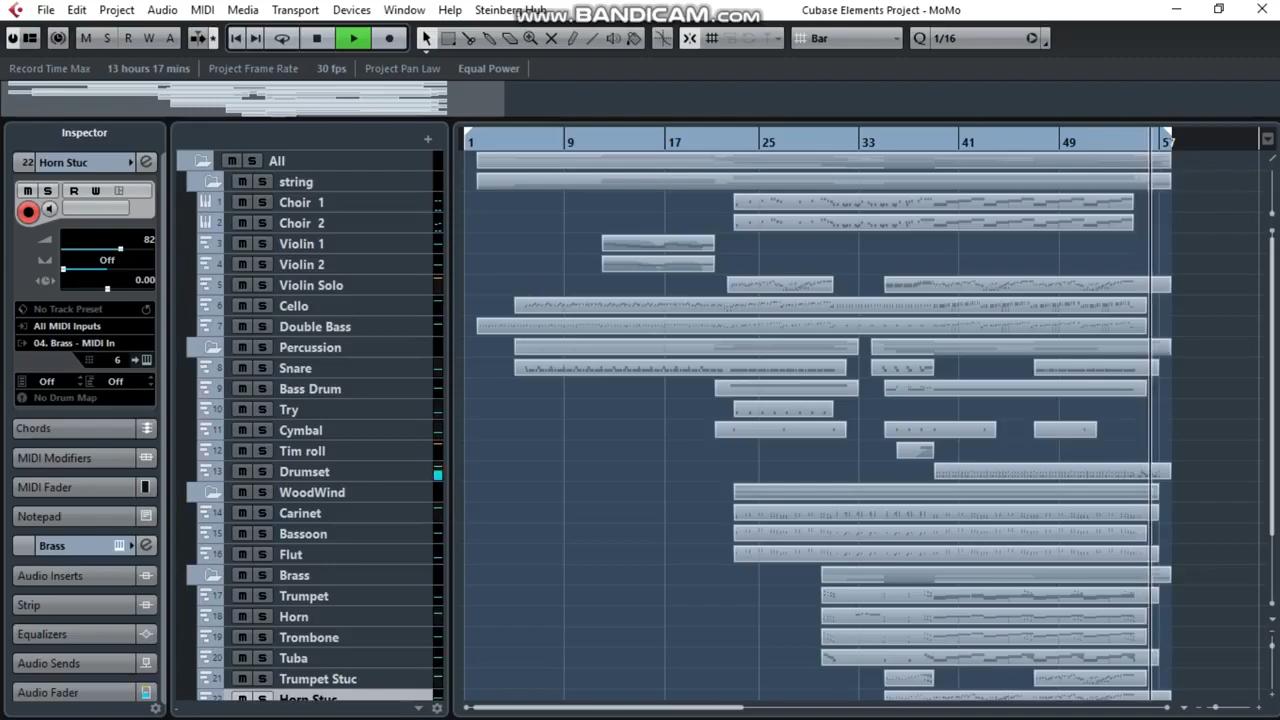 File Edit Project Audio MIDI Media Transport Devices Window Help Steinberg Hub
www.BANDICAM.com
Cubase Elements Project - MoMo
M S R W A
Bar
Q 1/16
Record Time Max 13 hours 17 mins Project Frame Rate 30 fps Project Pan Law Equal Power
Inspector
22 Horn Stuc
m S R W
82
Off
0.00
No Track Preset
All MIDI Inputs
04. Brass - MIDI In
6
Off Off
No Drum Map
Chords
MIDI Modifiers
MIDI Fader
Notepad
Brass
Audio Inserts
Strip
Equalizers
Audio Sends
Audio Fader
1 9 17 25 33 41 49 57
m S All
m S string
1 m S Choir 1
2 m S Choir 2
3 m S Violin 1
4 m S Violin 2
5 m S Violin Solo
6 m S Cello
7 m S Double Bass
m S Percussion
8 m S Snare
9 m S Bass Drum
10 m S Try
11 m S Cymbal
12 m S Tim roll
13 m S Drumset
m S WoodWind
14 m S Carinet
15 m S Bassoon
16 m S Flut
m S Brass
17 m S Trumpet
18 m S Horn
19 m S Trombone
20 m S Tuba
21 m S Trumpet Stuc
22 m S Horn Stuc